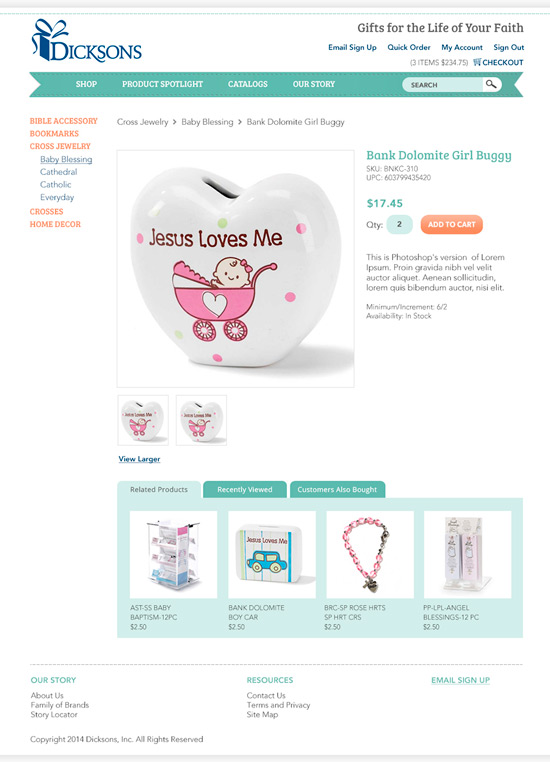 Gifts for the Life of Your Faith
DICKSONS
Email Sign Up Quick Order My Account Sign Out
(3 ITEMS $234.75) CHECKOUT
SHOP PRODUCT SPOTLIGHT CATALOGS OUR STORY SEARCH
BIBLE ACCESSORY
BOOKMARKS
CROSS JEWELRY
Baby Blessing
Cathedral
Catholic
Everyday
CROSSES
HOME DECOR
Cross Jewelry > Baby Blessing > Bank Dolomite Girl Buggy
Jesus Loves Me
Bank Dolomite Girl Buggy
SKU: BNKC-310
UPC: 603799435420
$17.45
Qty: 2 ADD TO CART
This is Photoshop's version of Lorem
Ipsum. Proin gravida nibh vel velit
auctor aliquet. Aenean sollicitudin,
lorem quis bibendum auctor, nisi elit.
Minimum/Increment: 6/2
Availability: In Stock
Jesus Loves Me
Jesus Loves Me
View Larger
Related Products Recently Viewed Customers Also Bought
Jesus Loves Me
AST-SS BABY
BAPTISM-12PC
$2.50
BANK DOLOMITE
BOY CAR
$2.50
BRC-SP ROSE HRTS
SP HRT CRS
$2.50
PP-LPL-ANGEL
BLESSINGS-12 PC
$2.50
OUR STORY
About Us
Family of Brands
Story Locator
RESOURCES
Contact Us
Terms and Privacy
Site Map
EMAIL SIGN UP
Copyright 2014 Dicksons, Inc. All Rights Reserved